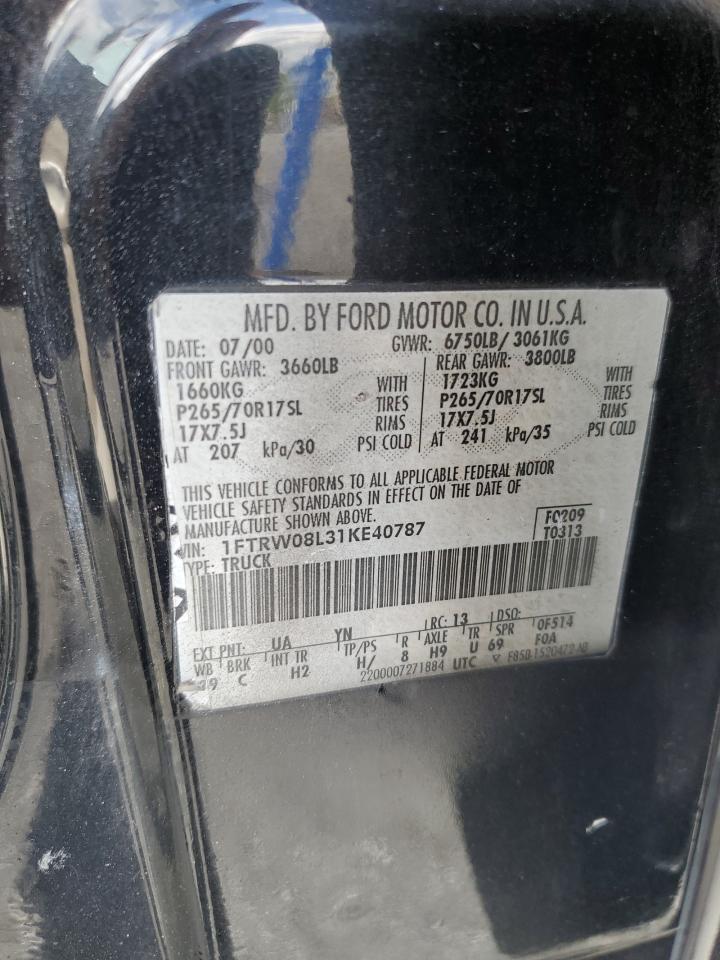 MFD. BY FORD MOTOR CO. IN U.S.A.
DATE: 07/00 GVWR: 6750LB/ 3061KG
FRONT GAWR: 3660LB REAR GAWR: 3800LB
1660KG WITH 1723KG WITH
P265/70R17SL TIRES P265/70R17SL TIRES
17X7.5J RIMS 17X7.5J RIMS
AT 207 kPa/30 PSI COLD AT 241 kPa/35 PSI COLD
THIS VEHICLE CONFORMS TO ALL APPLICABLE FEDERAL MOTOR
VEHICLE SAFETY STANDARDS IN EFFECT ON THE DATE OF
MANUFACTURE SHOWN ABOVE.
VIN: 1FTRW08L31KE40787 FC209
TYPE: TRUCK T0313
EXT PNT: UA YN RC: 13 DSO: 0F514
WB BRK INT TR TP/PS R AXLE TR SPR F0A
39 C H2 H/ 8 H9 U 69
2200007271884 UTC F85B-1520472-AB